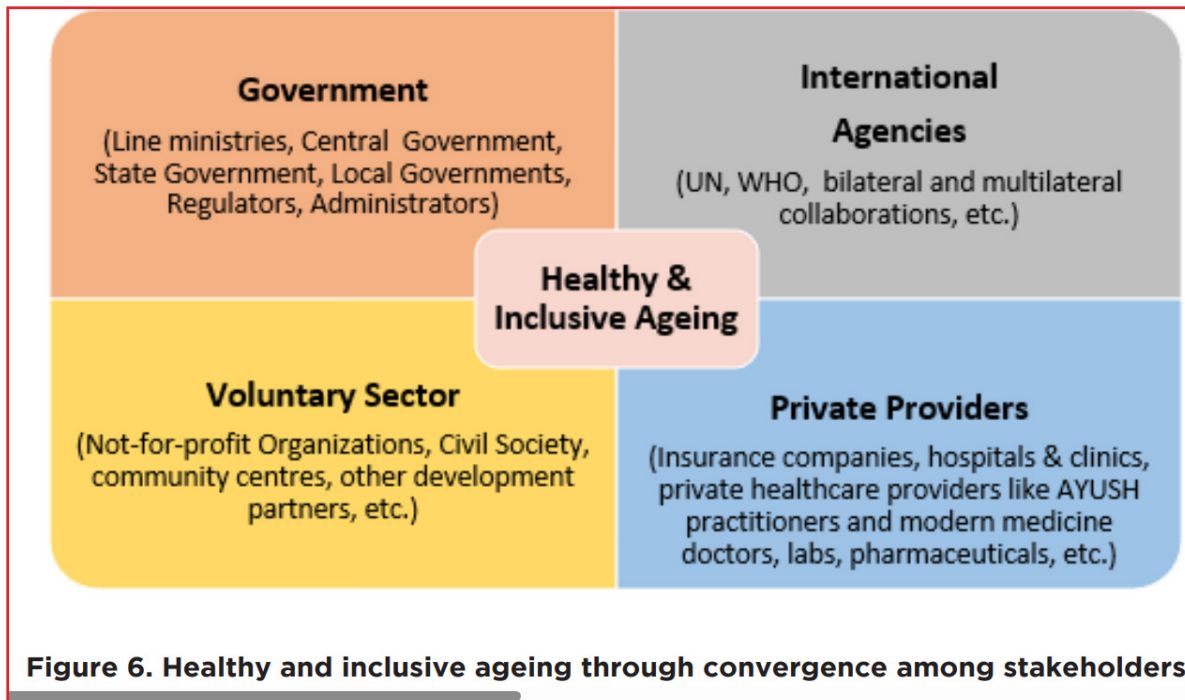 Government
(Line ministries, Central Government,
State Government, Local Governments,
Regulators, Administrators)
International
Agencies
(UN, WHO, bilateral and multilateral
collaborations, etc.)
Healthy &
Inclusive Ageing
Voluntary Sector
(Not-for-profit Organizations, Civil Society,
community centres, other development
partners, etc.)
Private Providers
(Insurance companies, hospitals & clinics,
private healthcare providers like AYUSH
practitioners and modern medicine
doctors, labs, pharmaceuticals, etc.)
Figure 6. Healthy and inclusive ageing through convergence among stakeholders